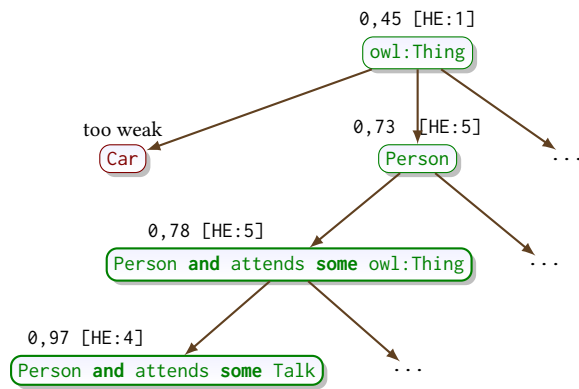 0,45 [HE:1]
owl:Thing
too weak
0,73 [HE:5]
Car
Person
...
0,78 [HE:5]
Person and attends some owl:Thing
...
0,97 [HE:4]
Person and attends some Talk
...